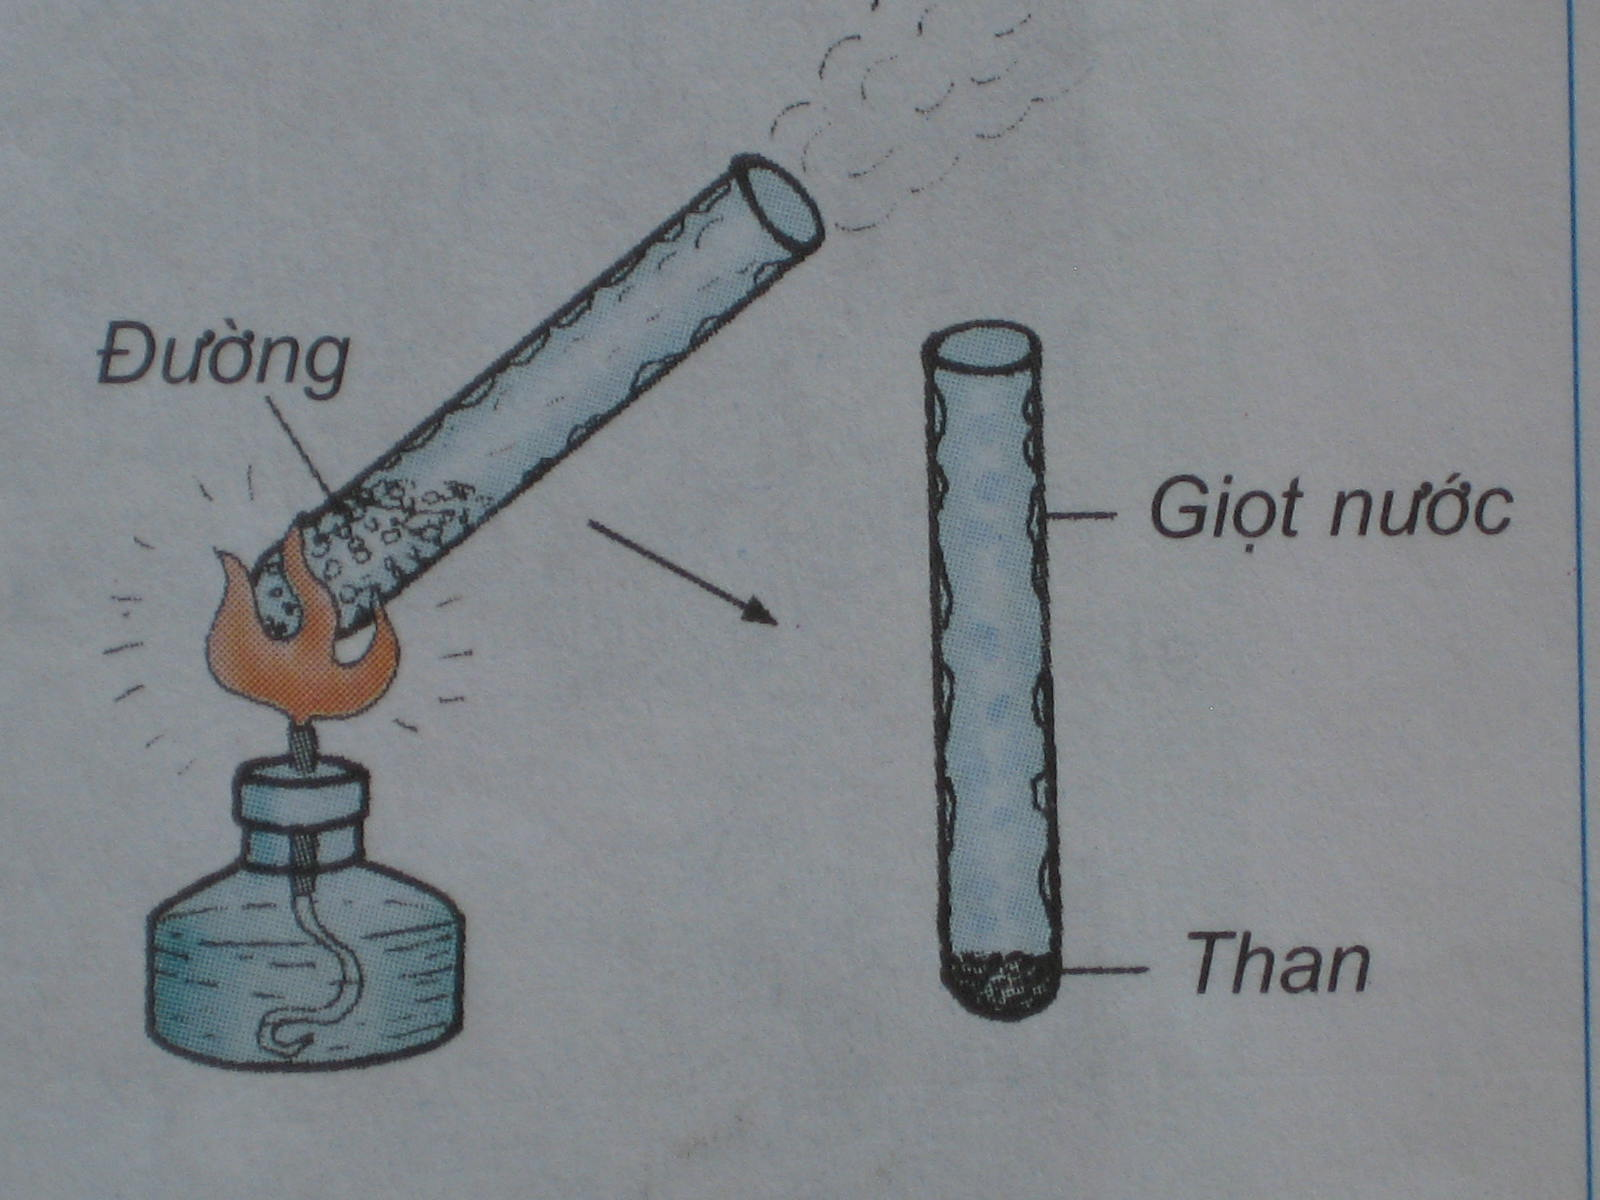 Đường
Giọt nước
Than